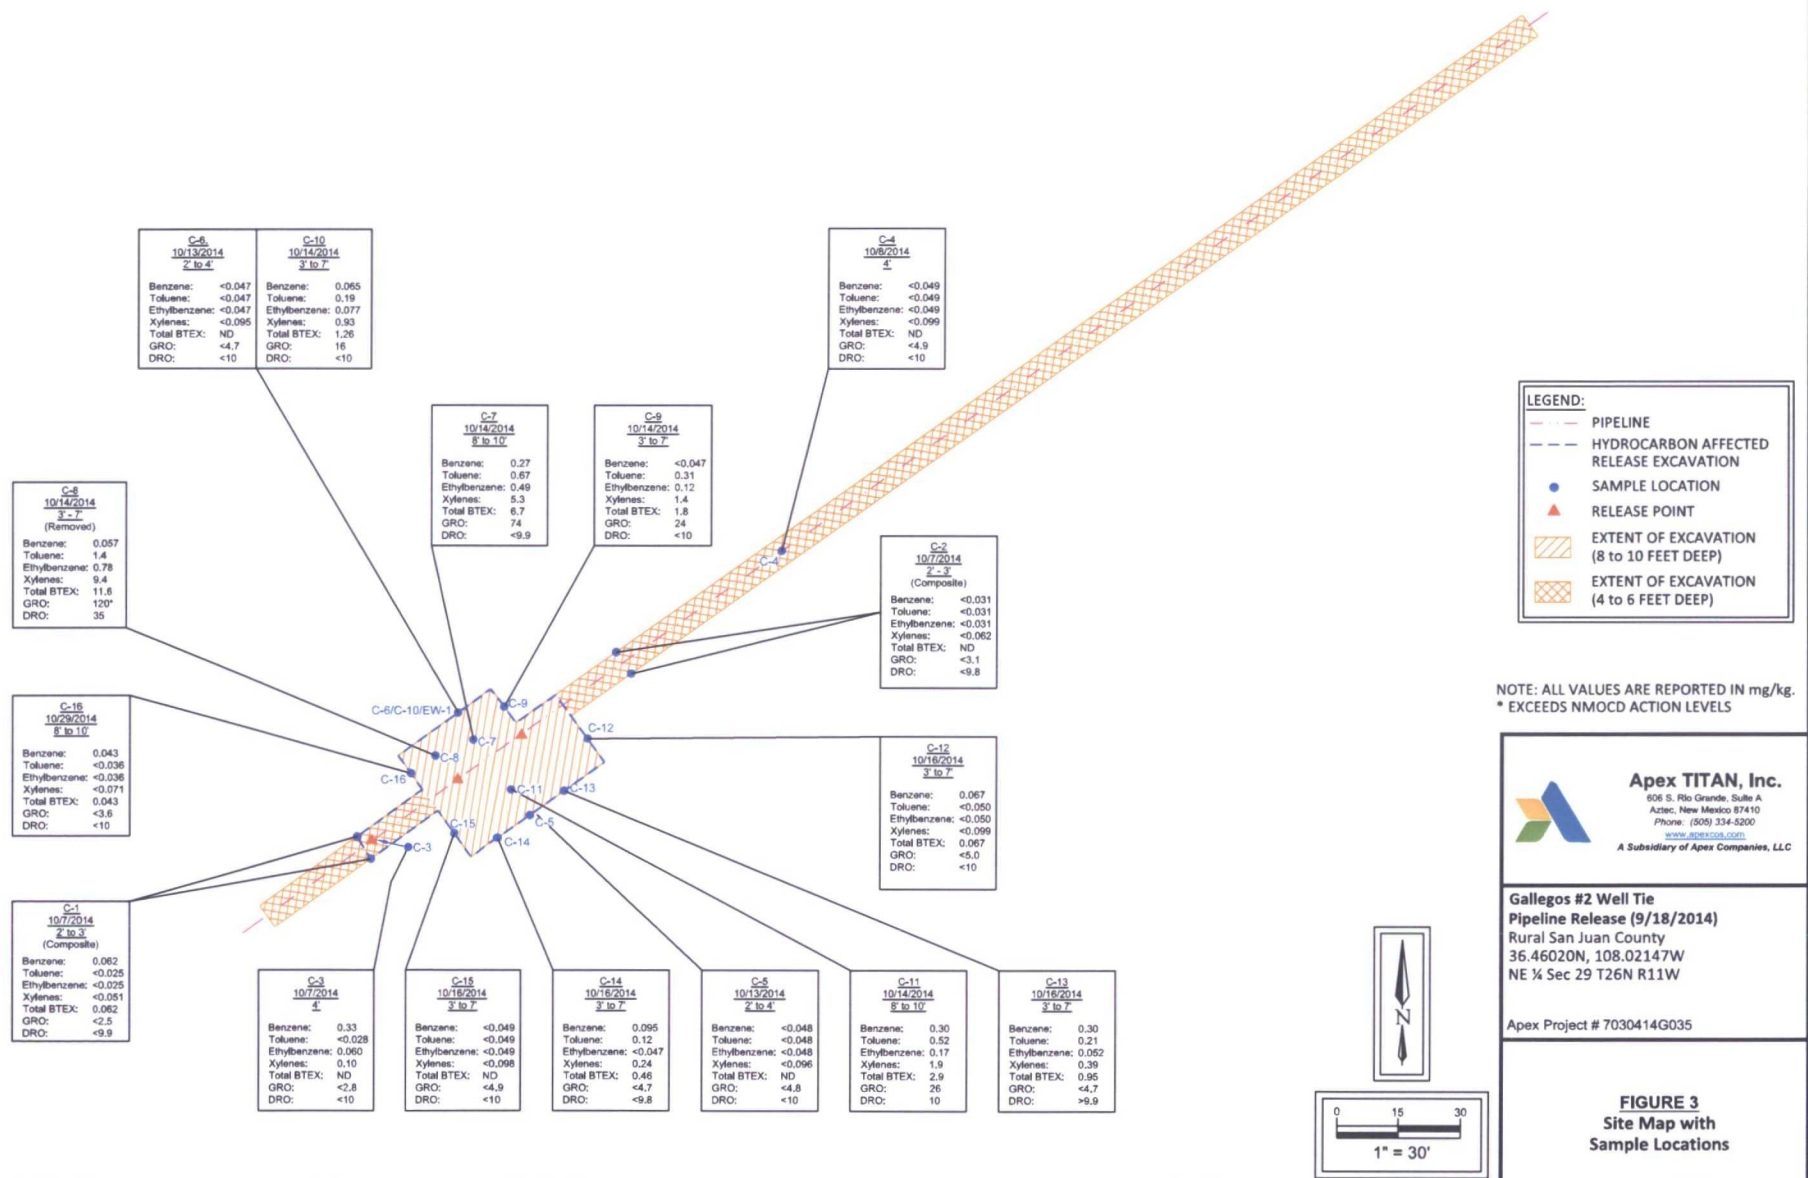 C-6
10/13/2014
2' to 4'
Benzene: <0.047
Toluene: <0.047
Ethylbenzene: <0.047
Xylenes: <0.095
Total BTEX: ND
GRO: <4.7
DRO: <10
C-10
10/14/2014
3' to 7'
Benzene: 0.065
Toluene: 0.19
Ethylbenzene: 0.077
Xylenes: 0.93
Total BTEX: 1.26
GRO: 16
DRO: <10
C-4
10/8/2014
4'
Benzene: <0.049
Toluene: <0.049
Ethylbenzene: <0.049
Xylenes: <0.099
Total BTEX: ND
GRO: <4.9
DRO: <10
C-7
10/14/2014
8' to 10'
Benzene: 0.27
Toluene: 0.67
Ethylbenzene: 0.49
Xylenes: 5.3
Total BTEX: 6.7
GRO: 74
DRO: <9.9
C-9
10/14/2014
3' to 7'
Benzene: <0.047
Toluene: 0.31
Ethylbenzene: 0.12
Xylenes: 1.4
Total BTEX: 1.8
GRO: 24
DRO: <10
C-8
10/14/2014
3' - 7'
(Removed)
Benzene: 0.057
Toluene: 1.4
Ethylbenzene: 0.78
Xylenes: 9.4
Total BTEX: 11.6
GRO: 120*
DRO: 35
C-2
10/7/2014
2' - 3'
(Composite)
Benzene: <0.031
Toluene: <0.031
Ethylbenzene: <0.031
Xylenes: <0.062
Total BTEX: ND
GRO: <3.1
DRO: <9.8
C-16
10/29/2014
8' to 10'
Benzene: 0.043
Toluene: <0.036
Ethylbenzene: <0.036
Xylenes: <0.071
Total BTEX: 0.043
GRO: <3.6
DRO: <10
C-12
10/16/2014
3' to 7'
Benzene: 0.067
Toluene: <0.050
Ethylbenzene: <0.050
Xylenes: <0.099
Total BTEX: 0.067
GRO: <5.0
DRO: <10
C-1
10/7/2014
2' to 3'
(Composite)
Benzene: 0.062
Toluene: <0.025
Ethylbenzene: <0.025
Xylenes: <0.051
Total BTEX: 0.062
GRO: <2.5
DRO: <9.9
C-3
10/7/2014
4'
Benzene: 0.33
Toluene: <0.028
Ethylbenzene: 0.060
Xylenes: 0.10
Total BTEX: ND
GRO: <2.8
DRO: <10
C-15
10/16/2014
3' to 7'
Benzene: <0.049
Toluene: <0.049
Ethylbenzene: <0.049
Xylenes: <0.098
Total BTEX: ND
GRO: <4.9
DRO: <10
C-14
10/16/2014
3' to 7'
Benzene: 0.095
Toluene: 0.12
Ethylbenzene: <0.047
Xylenes: 0.24
Total BTEX: 0.46
GRO: <4.7
DRO: <9.8
C-5
10/13/2014
2' to 4'
Benzene: <0.048
Toluene: <0.048
Ethylbenzene: <0.048
Xylenes: <0.096
Total BTEX: ND
GRO: <4.8
DRO: <10
C-11
10/14/2014
8' to 10'
Benzene: 0.30
Toluene: 0.52
Ethylbenzene: 0.17
Xylenes: 1.9
Total BTEX: 2.9
GRO: 26
DRO: 10
C-13
10/16/2014
3' to 7'
Benzene: 0.30
Toluene: 0.21
Ethylbenzene: 0.052
Xylenes: 0.39
Total BTEX: 0.95
GRO: <4.7
DRO: >9.9
C-4
C-6/C-10/EW-1
C-9
C-12
C-7
C-8
C-16
C-11
C-13
C-5
C-15
C-14
C-3
LEGEND:
PIPELINE
HYDROCARBON AFFECTED
RELEASE EXCAVATION
SAMPLE LOCATION
RELEASE POINT
EXTENT OF EXCAVATION
(8 to 10 FEET DEEP)
EXTENT OF EXCAVATION
(4 to 6 FEET DEEP)
NOTE: ALL VALUES ARE REPORTED IN mg/kg.
* EXCEEDS NMOCD ACTION LEVELS
Apex TITAN, Inc.
606 S. Rio Grande, Suite A
Aztec, New Mexico 87410
Phone: (505) 334-5200
www.apexcos.com
A Subsidiary of Apex Companies, LLC
Gallegos #2 Well Tie
Pipeline Release (9/18/2014)
Rural San Juan County
36.46020N, 108.02147W
NE ¼ Sec 29 T26N R11W
Apex Project # 7030414G035
N
0 15 30
1" = 30'
FIGURE 3
Site Map with
Sample Locations